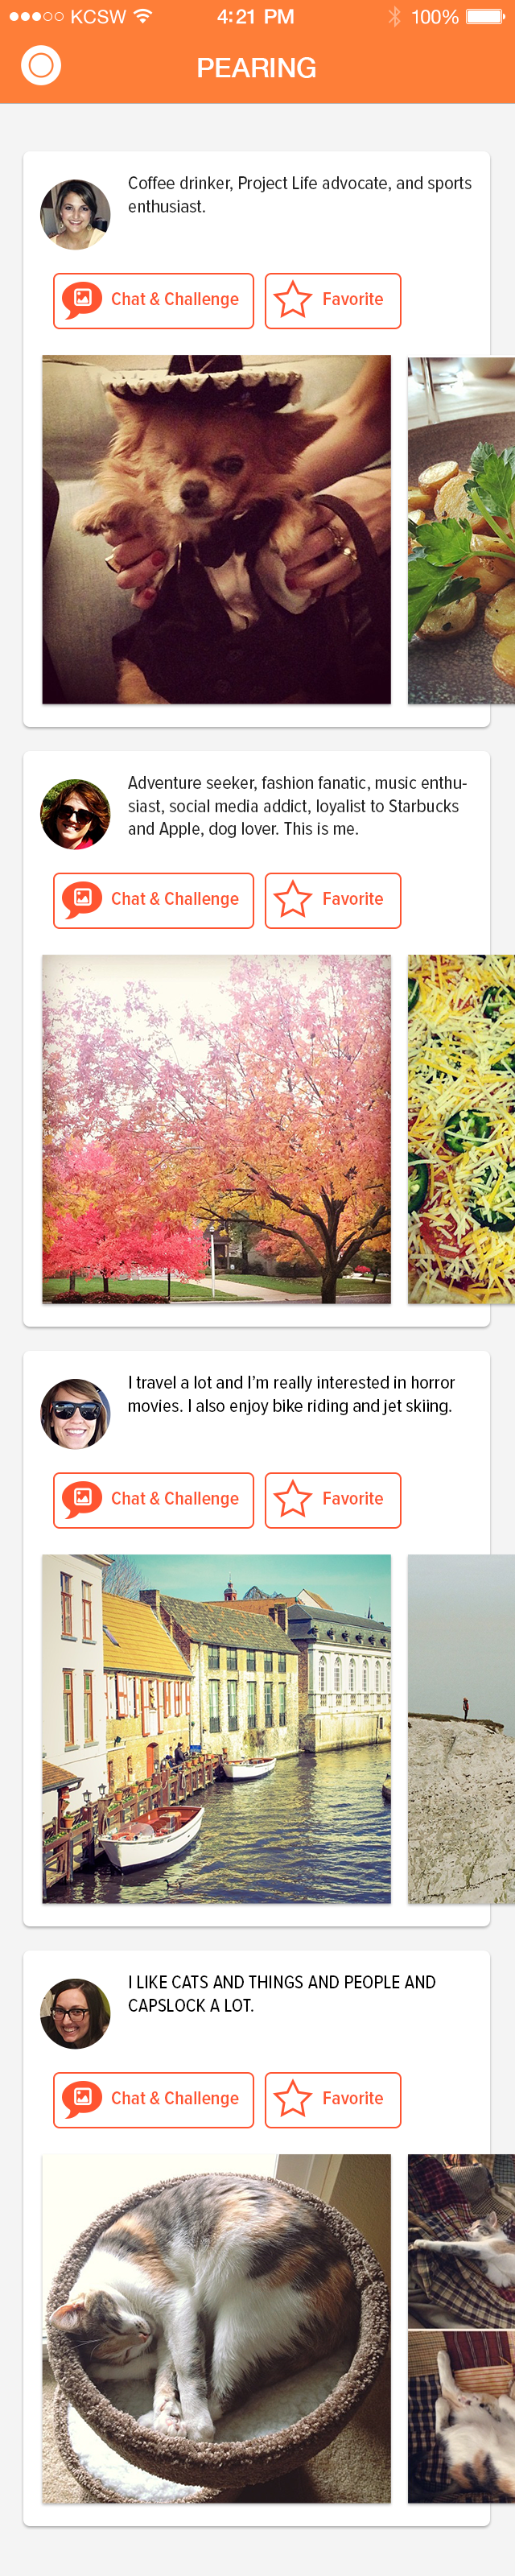 KCSW 4:21 PM 100%
PEARING
Coffee drinker, Project Life advocate, and sports
enthusiast.
Chat & Challenge Favorite
Adventure seeker, fashion fanatic, music enthu-
siast, social media addict, loyalist to Starbucks
and Apple, dog lover. This is me.
Chat & Challenge Favorite
I travel a lot and I’m really interested in horror
movies. I also enjoy bike riding and jet skiing.
Chat & Challenge Favorite
I LIKE CATS AND THINGS AND PEOPLE AND
CAPSLOCK A LOT.
Chat & Challenge Favorite